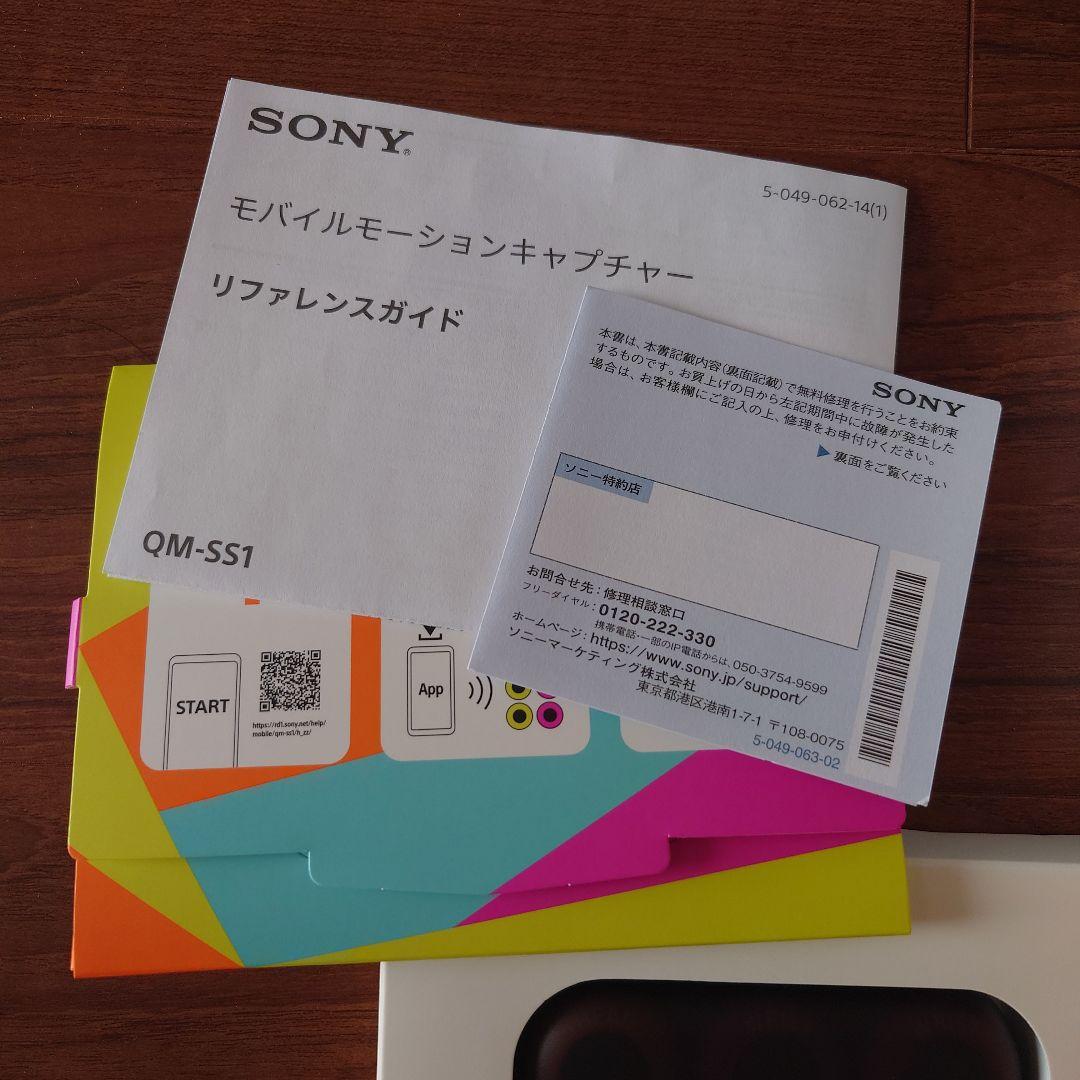 SONY®
5-049-062-14(1)
モバイルモーションキャプチャー
リファレンスガイド
QM-SS1
SONY
本書は、本書記載内容(裏面記載)で無料修理を行うことをお約束
するものです。お買上げの日から左記期間中に故障が発生した
場合は、お客様欄にご記入の上、修理をお申付けください。
▶裏面をご覧ください
ソニー特約店
お問合せ先:修理相談窓口
フリーダイヤル:0120-222-330
携帯電話・一部のIP電話からは、050-3754-9599
ホームページ:https://www.sony.jp/support/
ソニーマーケティング株式会社
東京都港区港南1-7-1 〒108-0075
5-049-063-02
START
https://rd1.sony.net/help/
mobile/qm-ss1/h_zz/
App